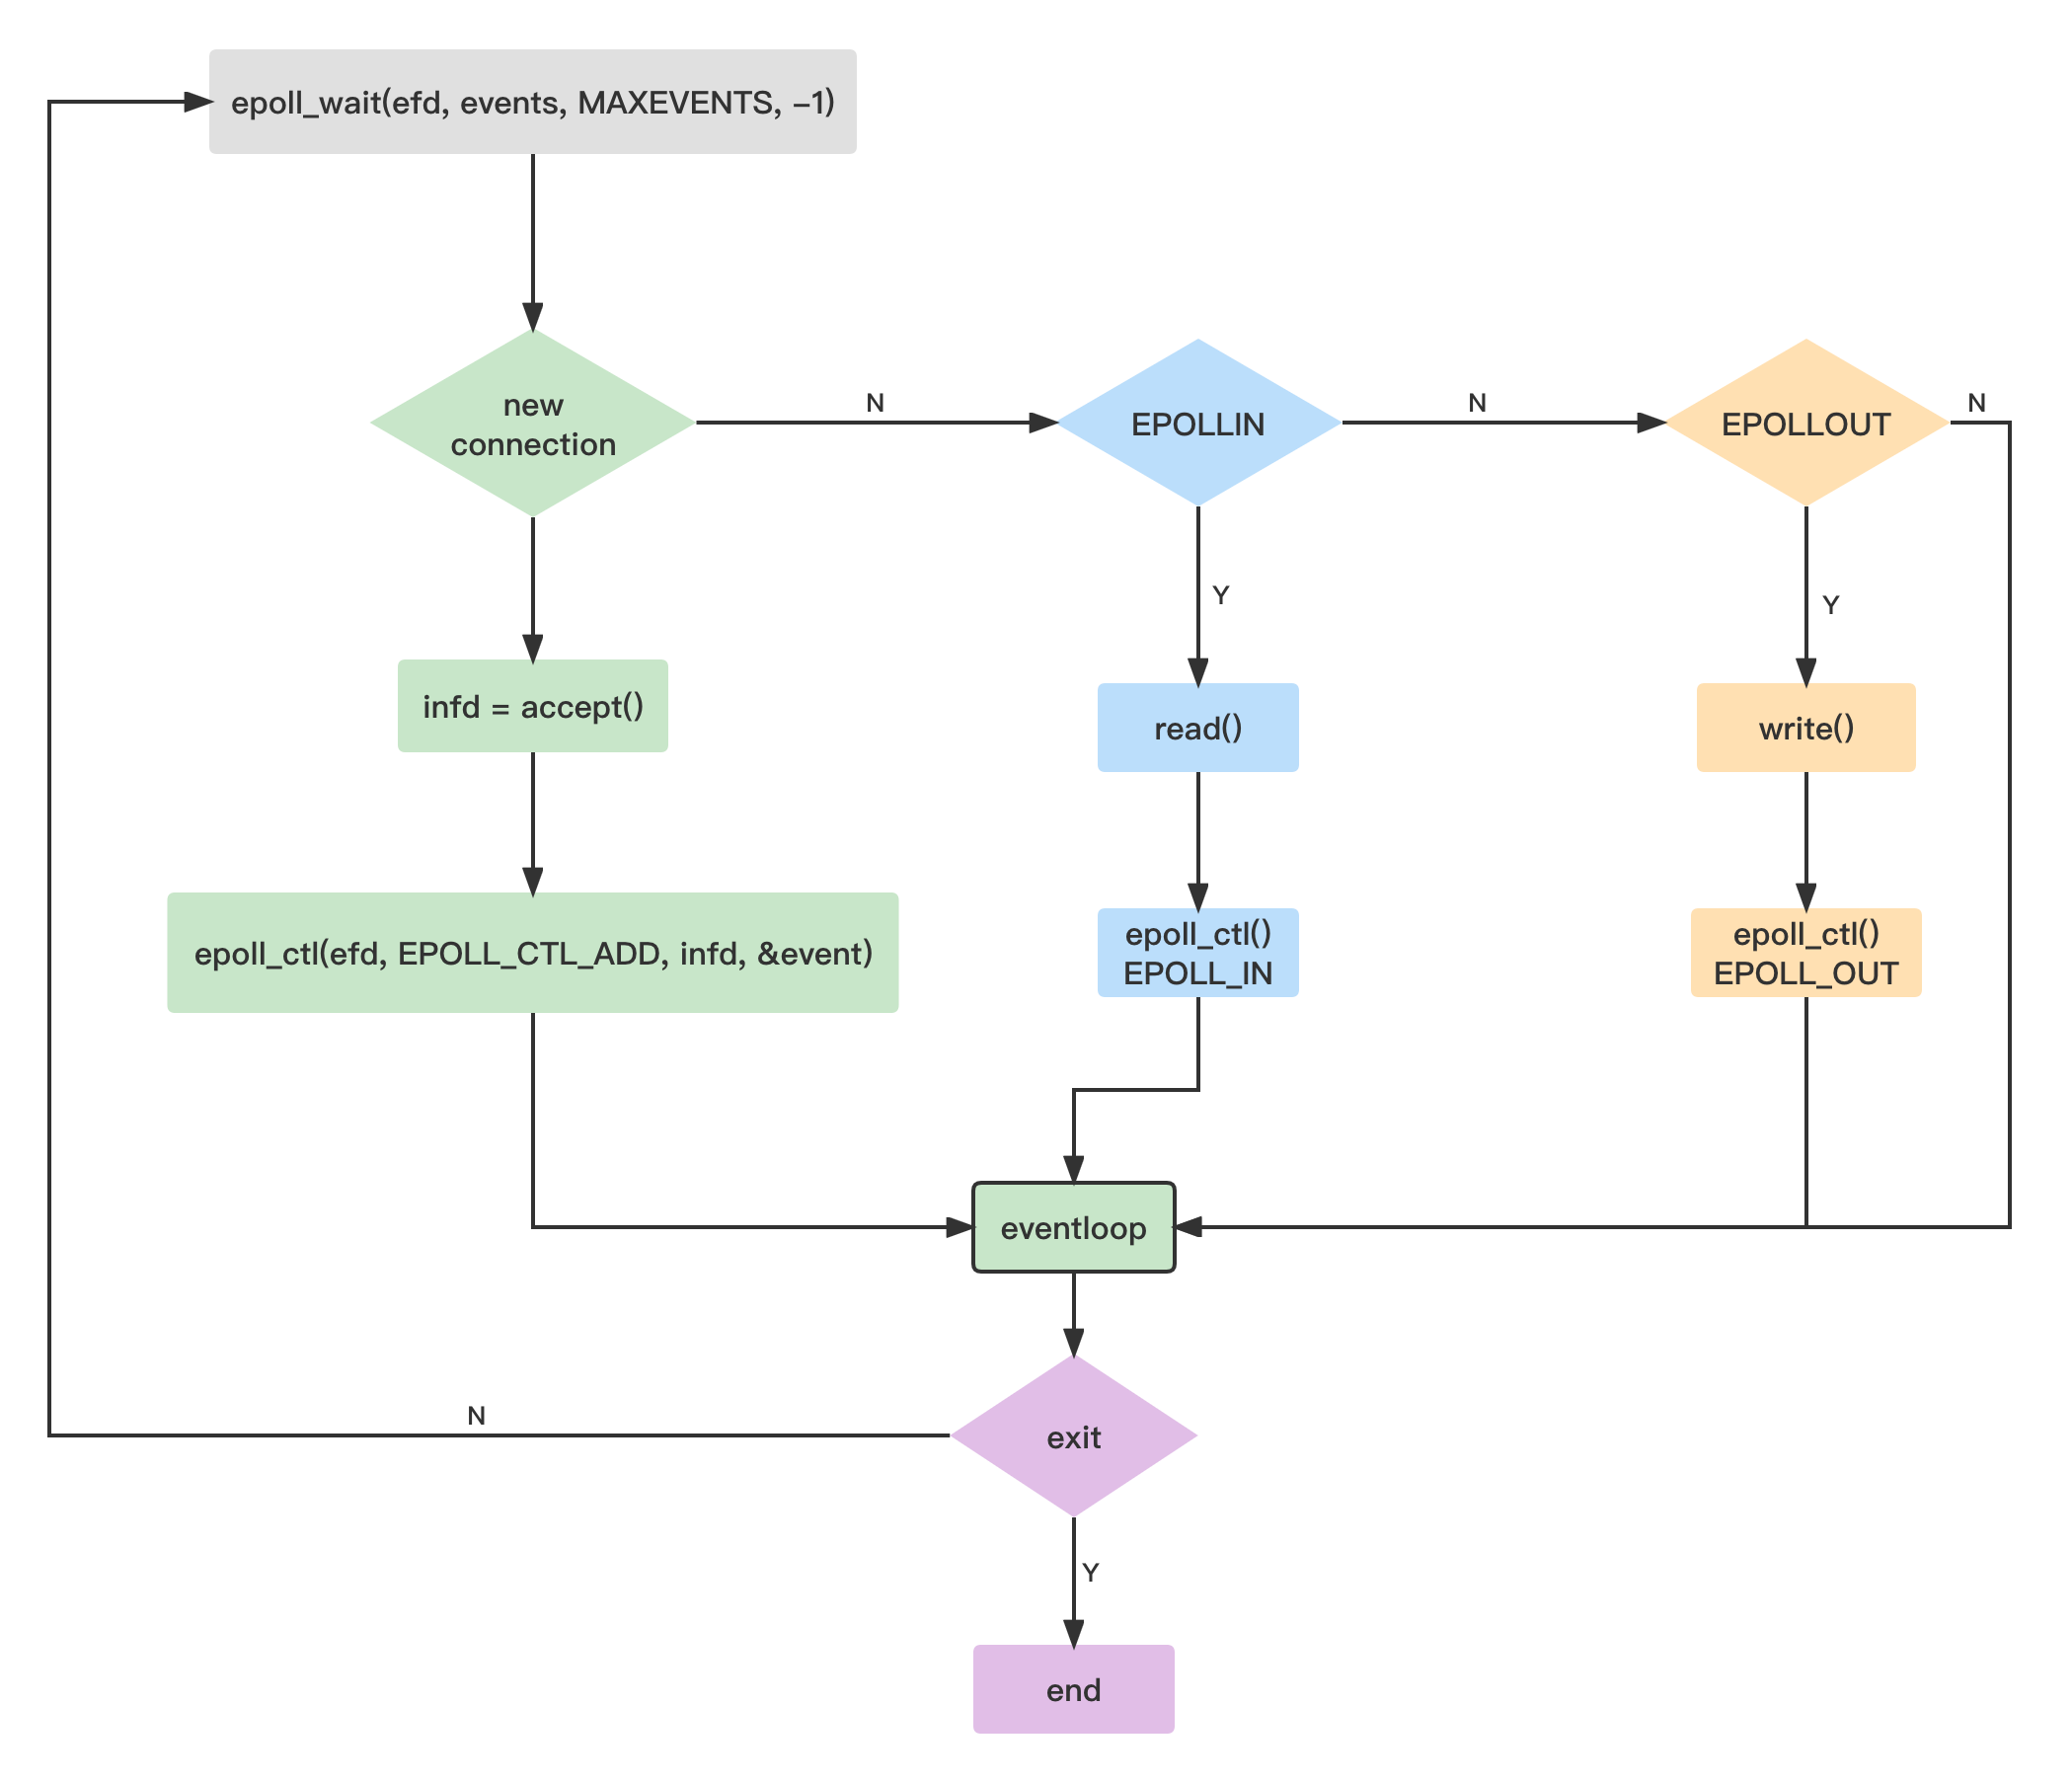 epoll_wait(efd, events, MAXEVENTS, −1)
new
connection
N
EPOLLIN
N
EPOLLOUT
N
Y
Y
infd = accept()
read()
write()
epoll_ctl(efd, EPOLL_CTL_ADD, infd, &event)
epoll_ctl()
EPOLL_IN
epoll_ctl()
EPOLL_OUT
eventloop
N
exit
Y
end